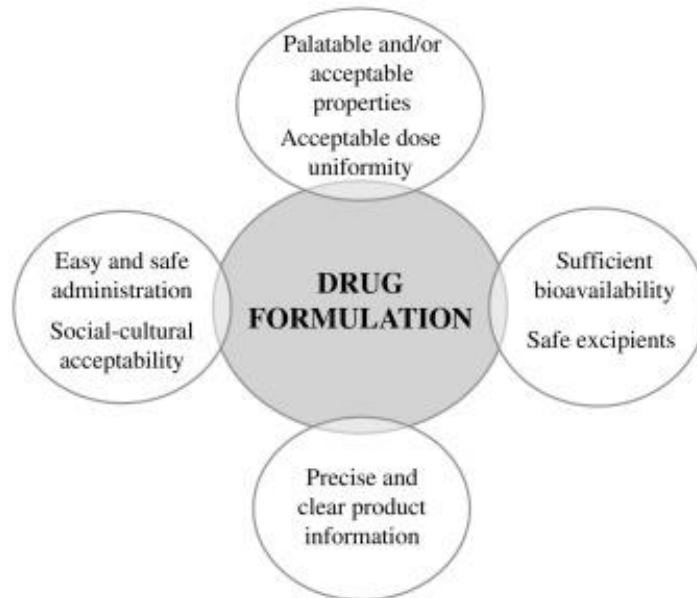 Palatable and/or
acceptable
properties
Acceptable dose
uniformity
Easy and safe
administration
Social-cultural
acceptability
DRUG
FORMULATION
Sufficient
bioavailability
Safe excipients
Precise and
clear product
information